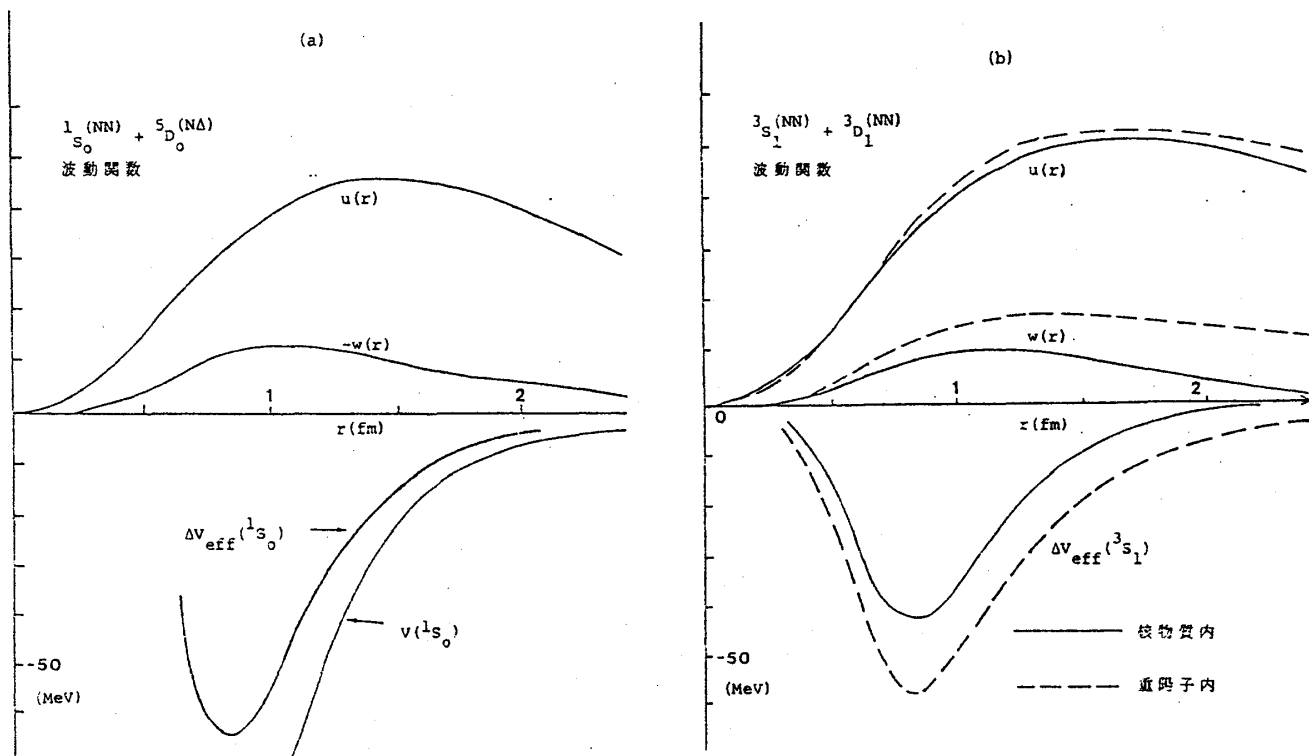 (a)
¹S₀(NN) + ⁵D₀(NΔ)
波動関数
u(r)
-w(r)
1
2
r(fm)
ΔV_eff(¹S₀)
V(¹S₀)
-50
(MeV)
(b)
³S₁(NN) + ³D₁(NN)
波動関数
u(r)
w(r)
0
1
2
r(fm)
ΔV_eff(³S₁)
核物質内
重陽子内
-50
(MeV)